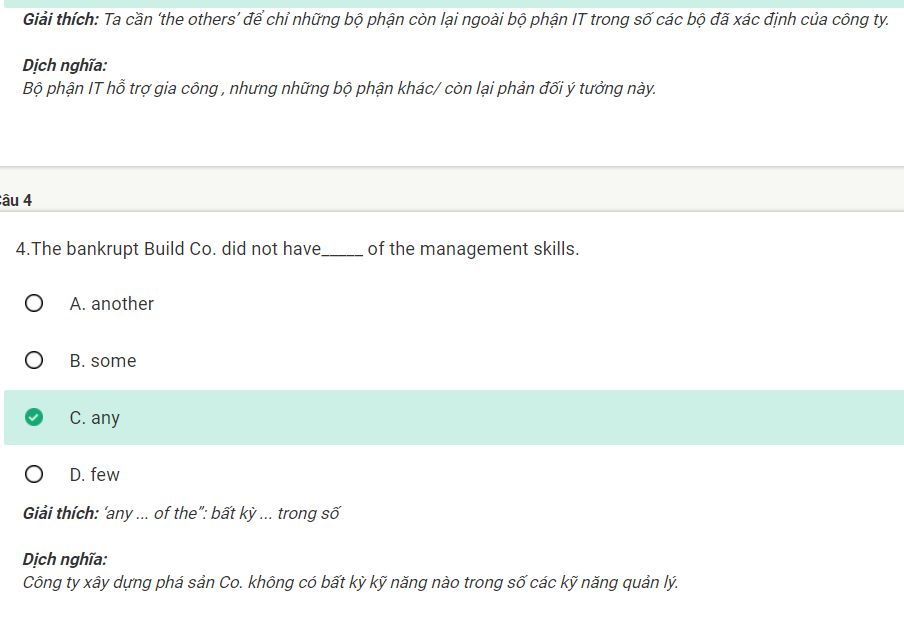 Giải thích: Ta cần ‘the others’ để chỉ những bộ phận còn lại ngoài bộ phận IT trong số các bộ đã xác định của công ty.
Dịch nghĩa:
Bộ phận IT hỗ trợ gia công , nhưng những bộ phận khác/ còn lại phản đối ý tưởng này.
Câu 4
4.The bankrupt Build Co. did not have_____ of the management skills.
A. another
B. some
C. any
D. few
Giải thích: ‘any ... of the”: bất kỳ ... trong số
Dịch nghĩa:
Công ty xây dựng phá sản Co. không có bất kỳ kỹ năng nào trong số các kỹ năng quản lý.